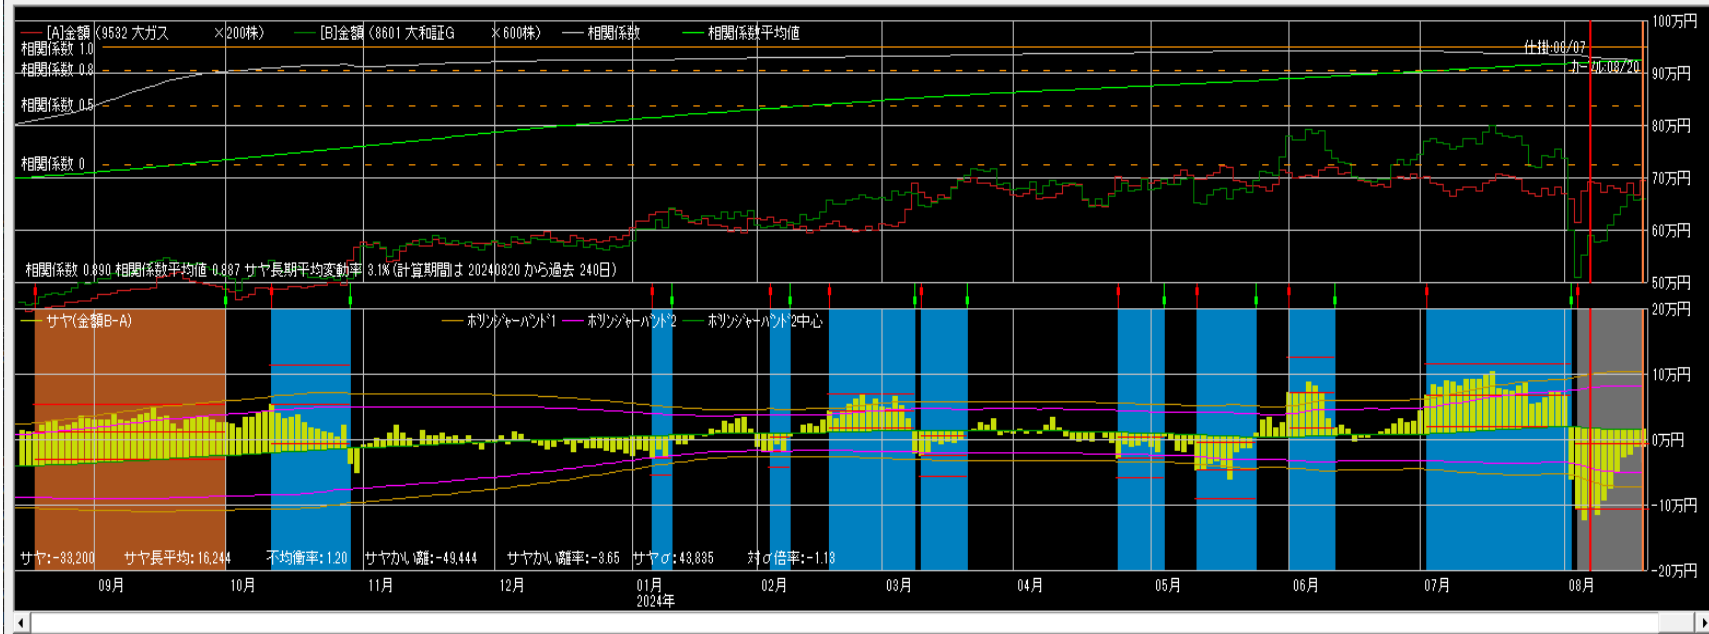 [A]金額 (9532 大ガス ×200株) [B]金額 (8601 大和証G ×600株) 相関係数 相関係数平均値
100万円
相関係数 1.0
仕掛:08/07
カーソル:08/20
相関係数 0.8
90万円
相関係数 0.5
80万円
相関係数 0
70万円
60万円
相関係数 0.890 相関係数平均値 0.887 サヤ長期平均変動率 3.1% (計算期間は 20240820 から過去 240日)
50万円
20万円
サヤ(金額B-A) ボリンジャーバンド1 ボリンジャーバンド2 ボリンジャーバンド2中心
10万円
0万円
-10万円
サヤ:-33,200 サヤ長平均:16,244 不均衡率:1.20 サヤかい離:-49,444 サヤかい離率:-3.65 サヤσ:43,835 対σ倍率:-1.13
-20万円
09月 10月 11月 12月 01月 02月 03月 04月 05月 06月 07月 08月
2024年